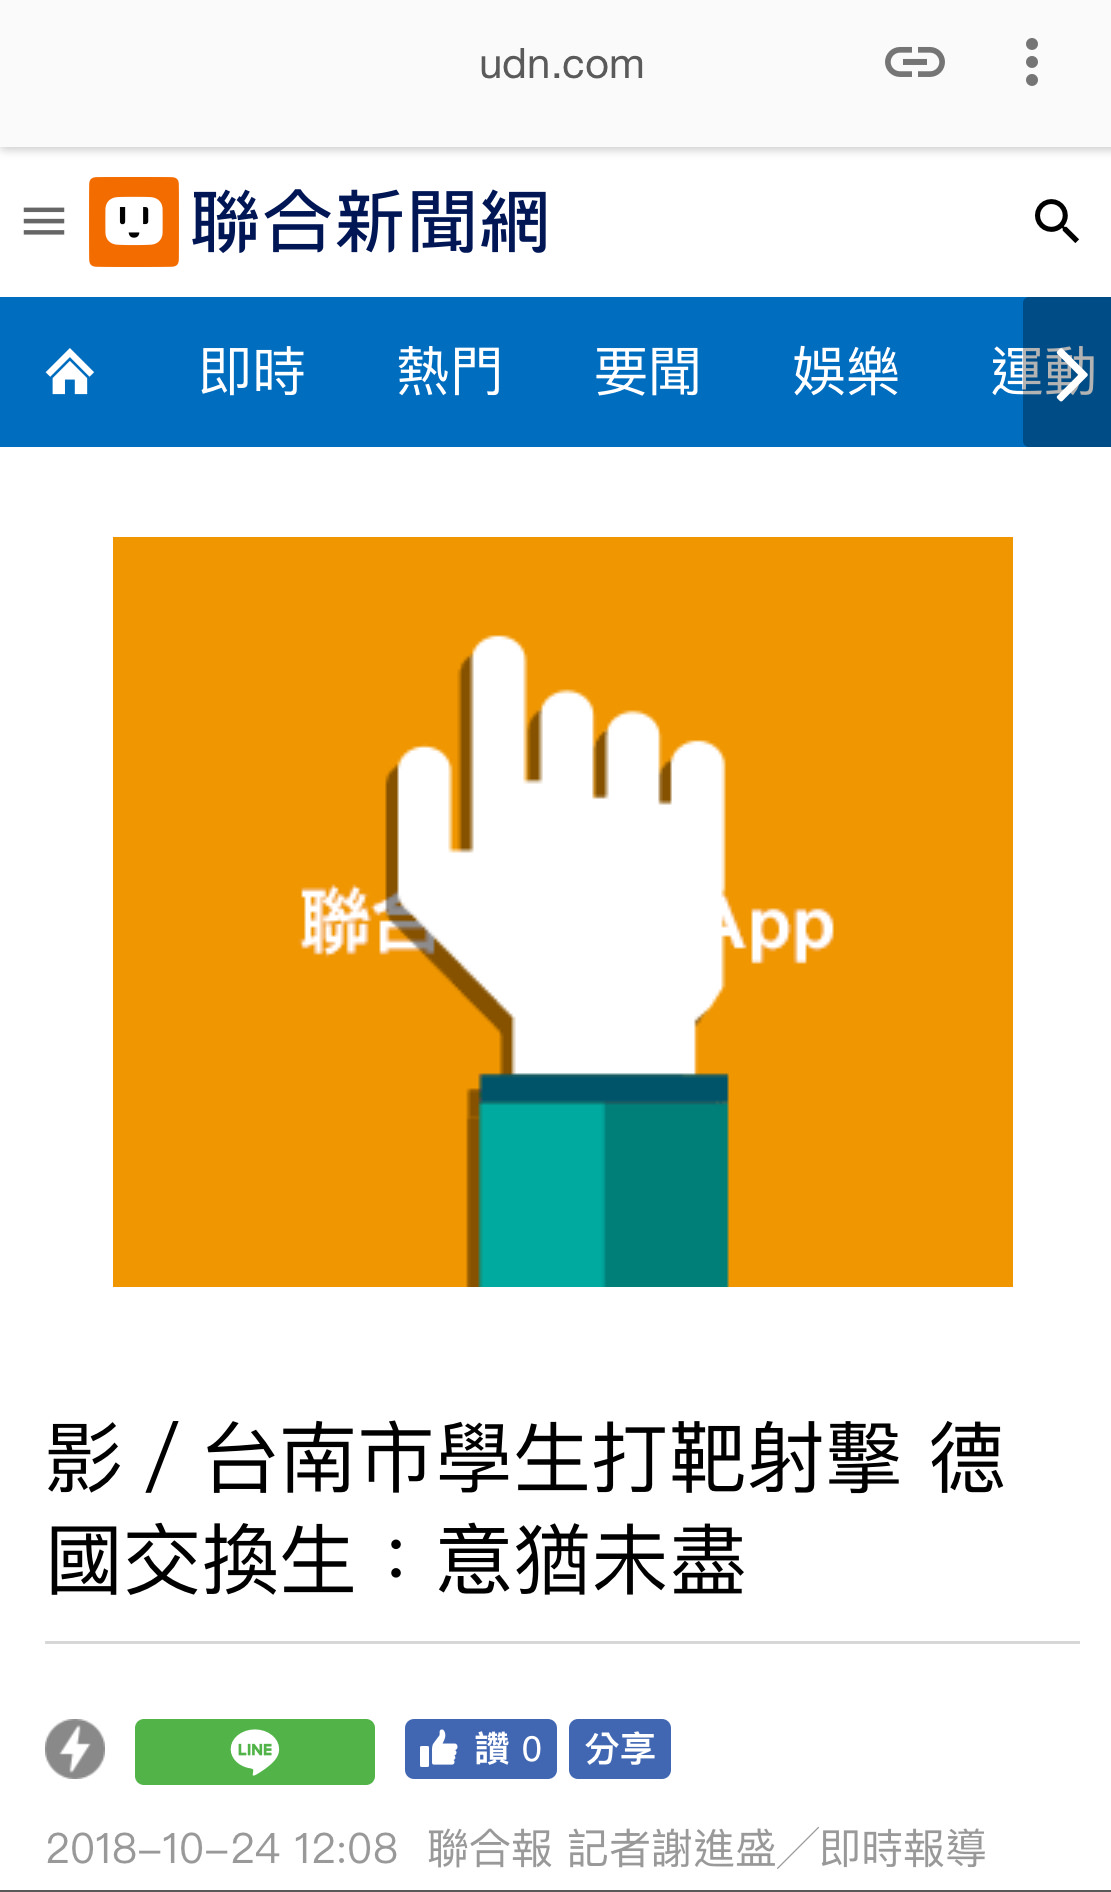 udn.com
聯合新聞網
即時 熱門 要聞 娛樂 運動
聯合 App
影／台南市學生打靶射擊 德
國交換生：意猶未盡
LINE 讚 0 分享
2018-10-24 12:08 聯合報 記者謝進盛╱即時報導